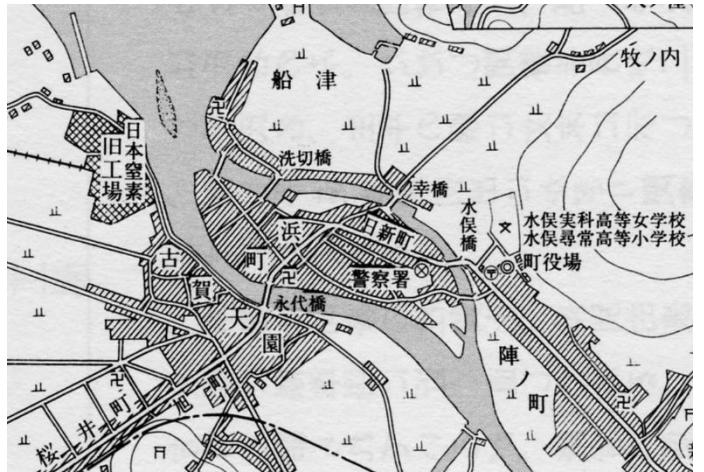 船津
牧ノ内
日本窒素
旧工場
洗切橋
幸橋
水俣橋
水俣実科高等女学校
水俣尋常高等小学校
浜
町
日新町
町役場
警察署
古
賀
永代橋
大
園
陣ノ町
旭町
桜井町